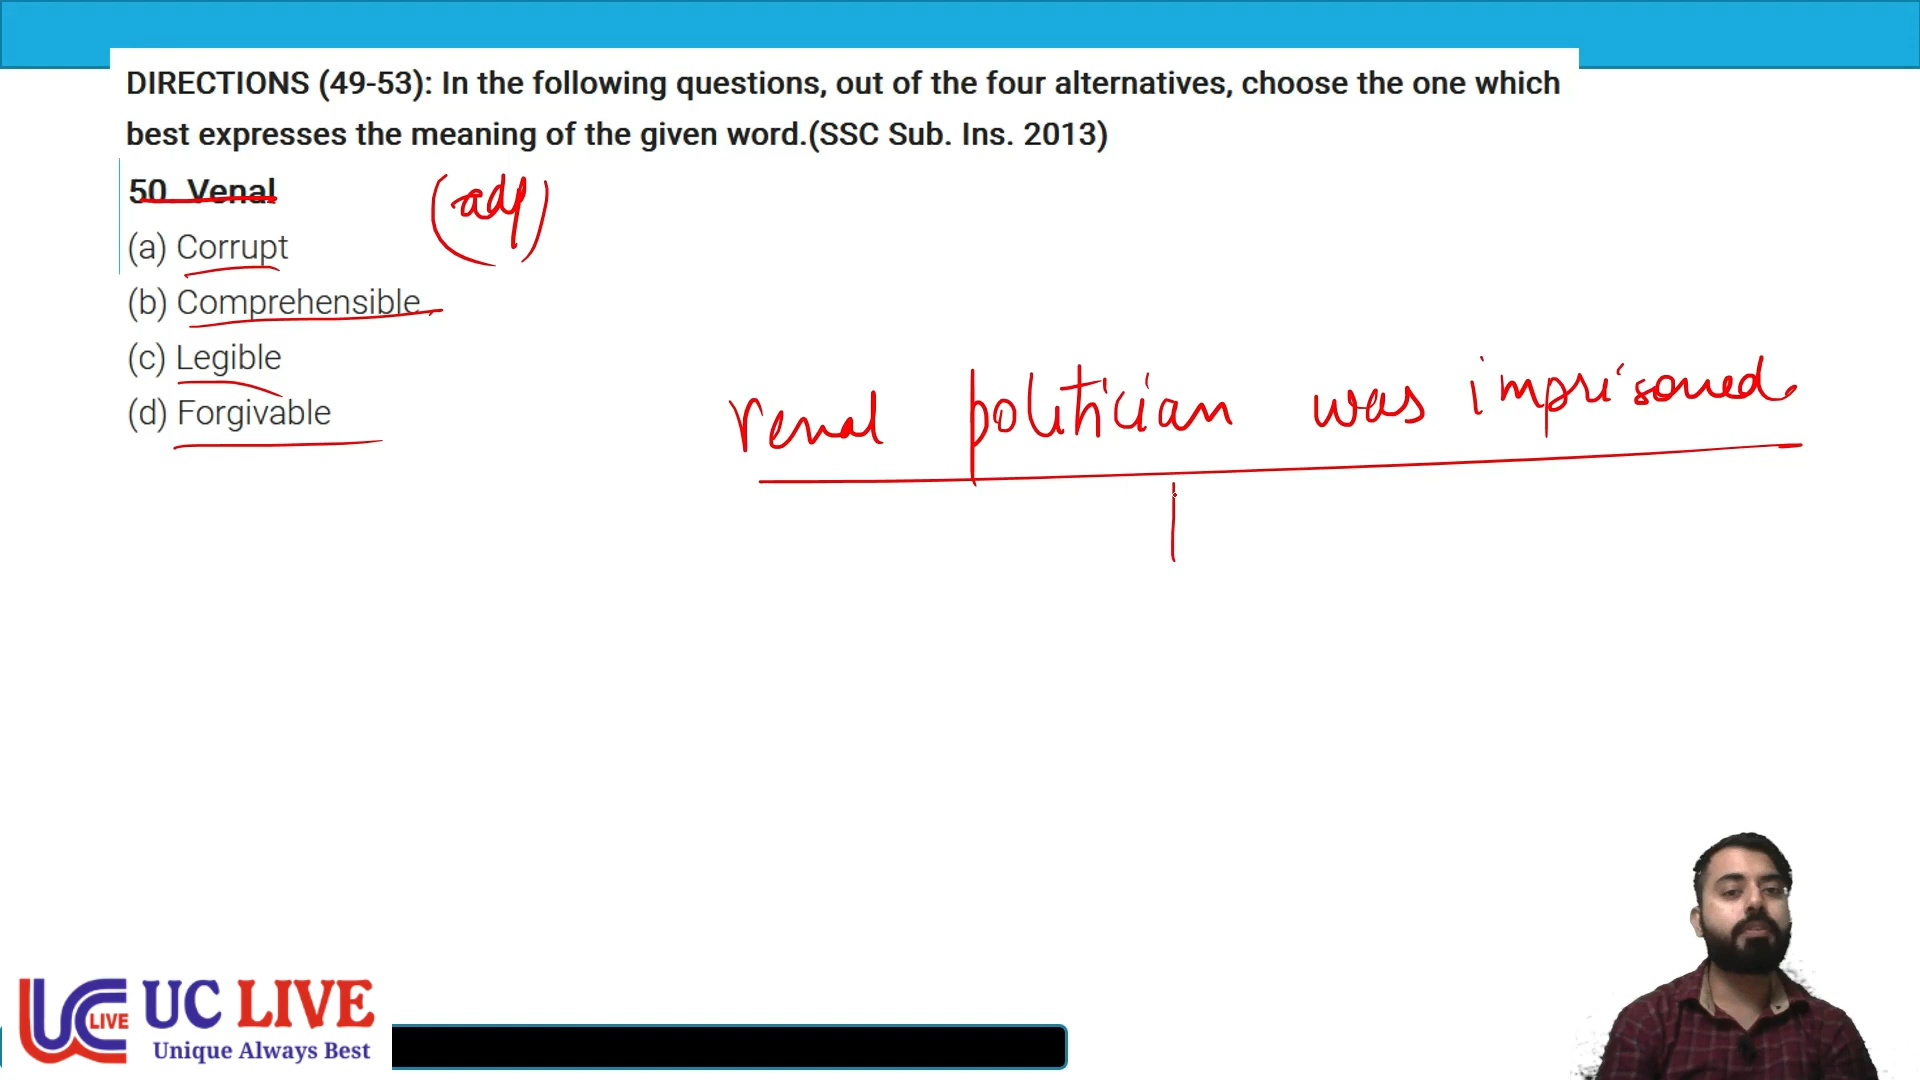 DIRECTIONS (49-53): In the following questions, out of the four alternatives, choose the one which
best expresses the meaning of the given word.(SSC Sub. Ins. 2013)
50. Venal
(adj)
(a) Corrupt
(b) Comprehensible
(c) Legible
(d) Forgivable
venal politician was imprisoned.
LIVE UC LIVE
Unique Always Best